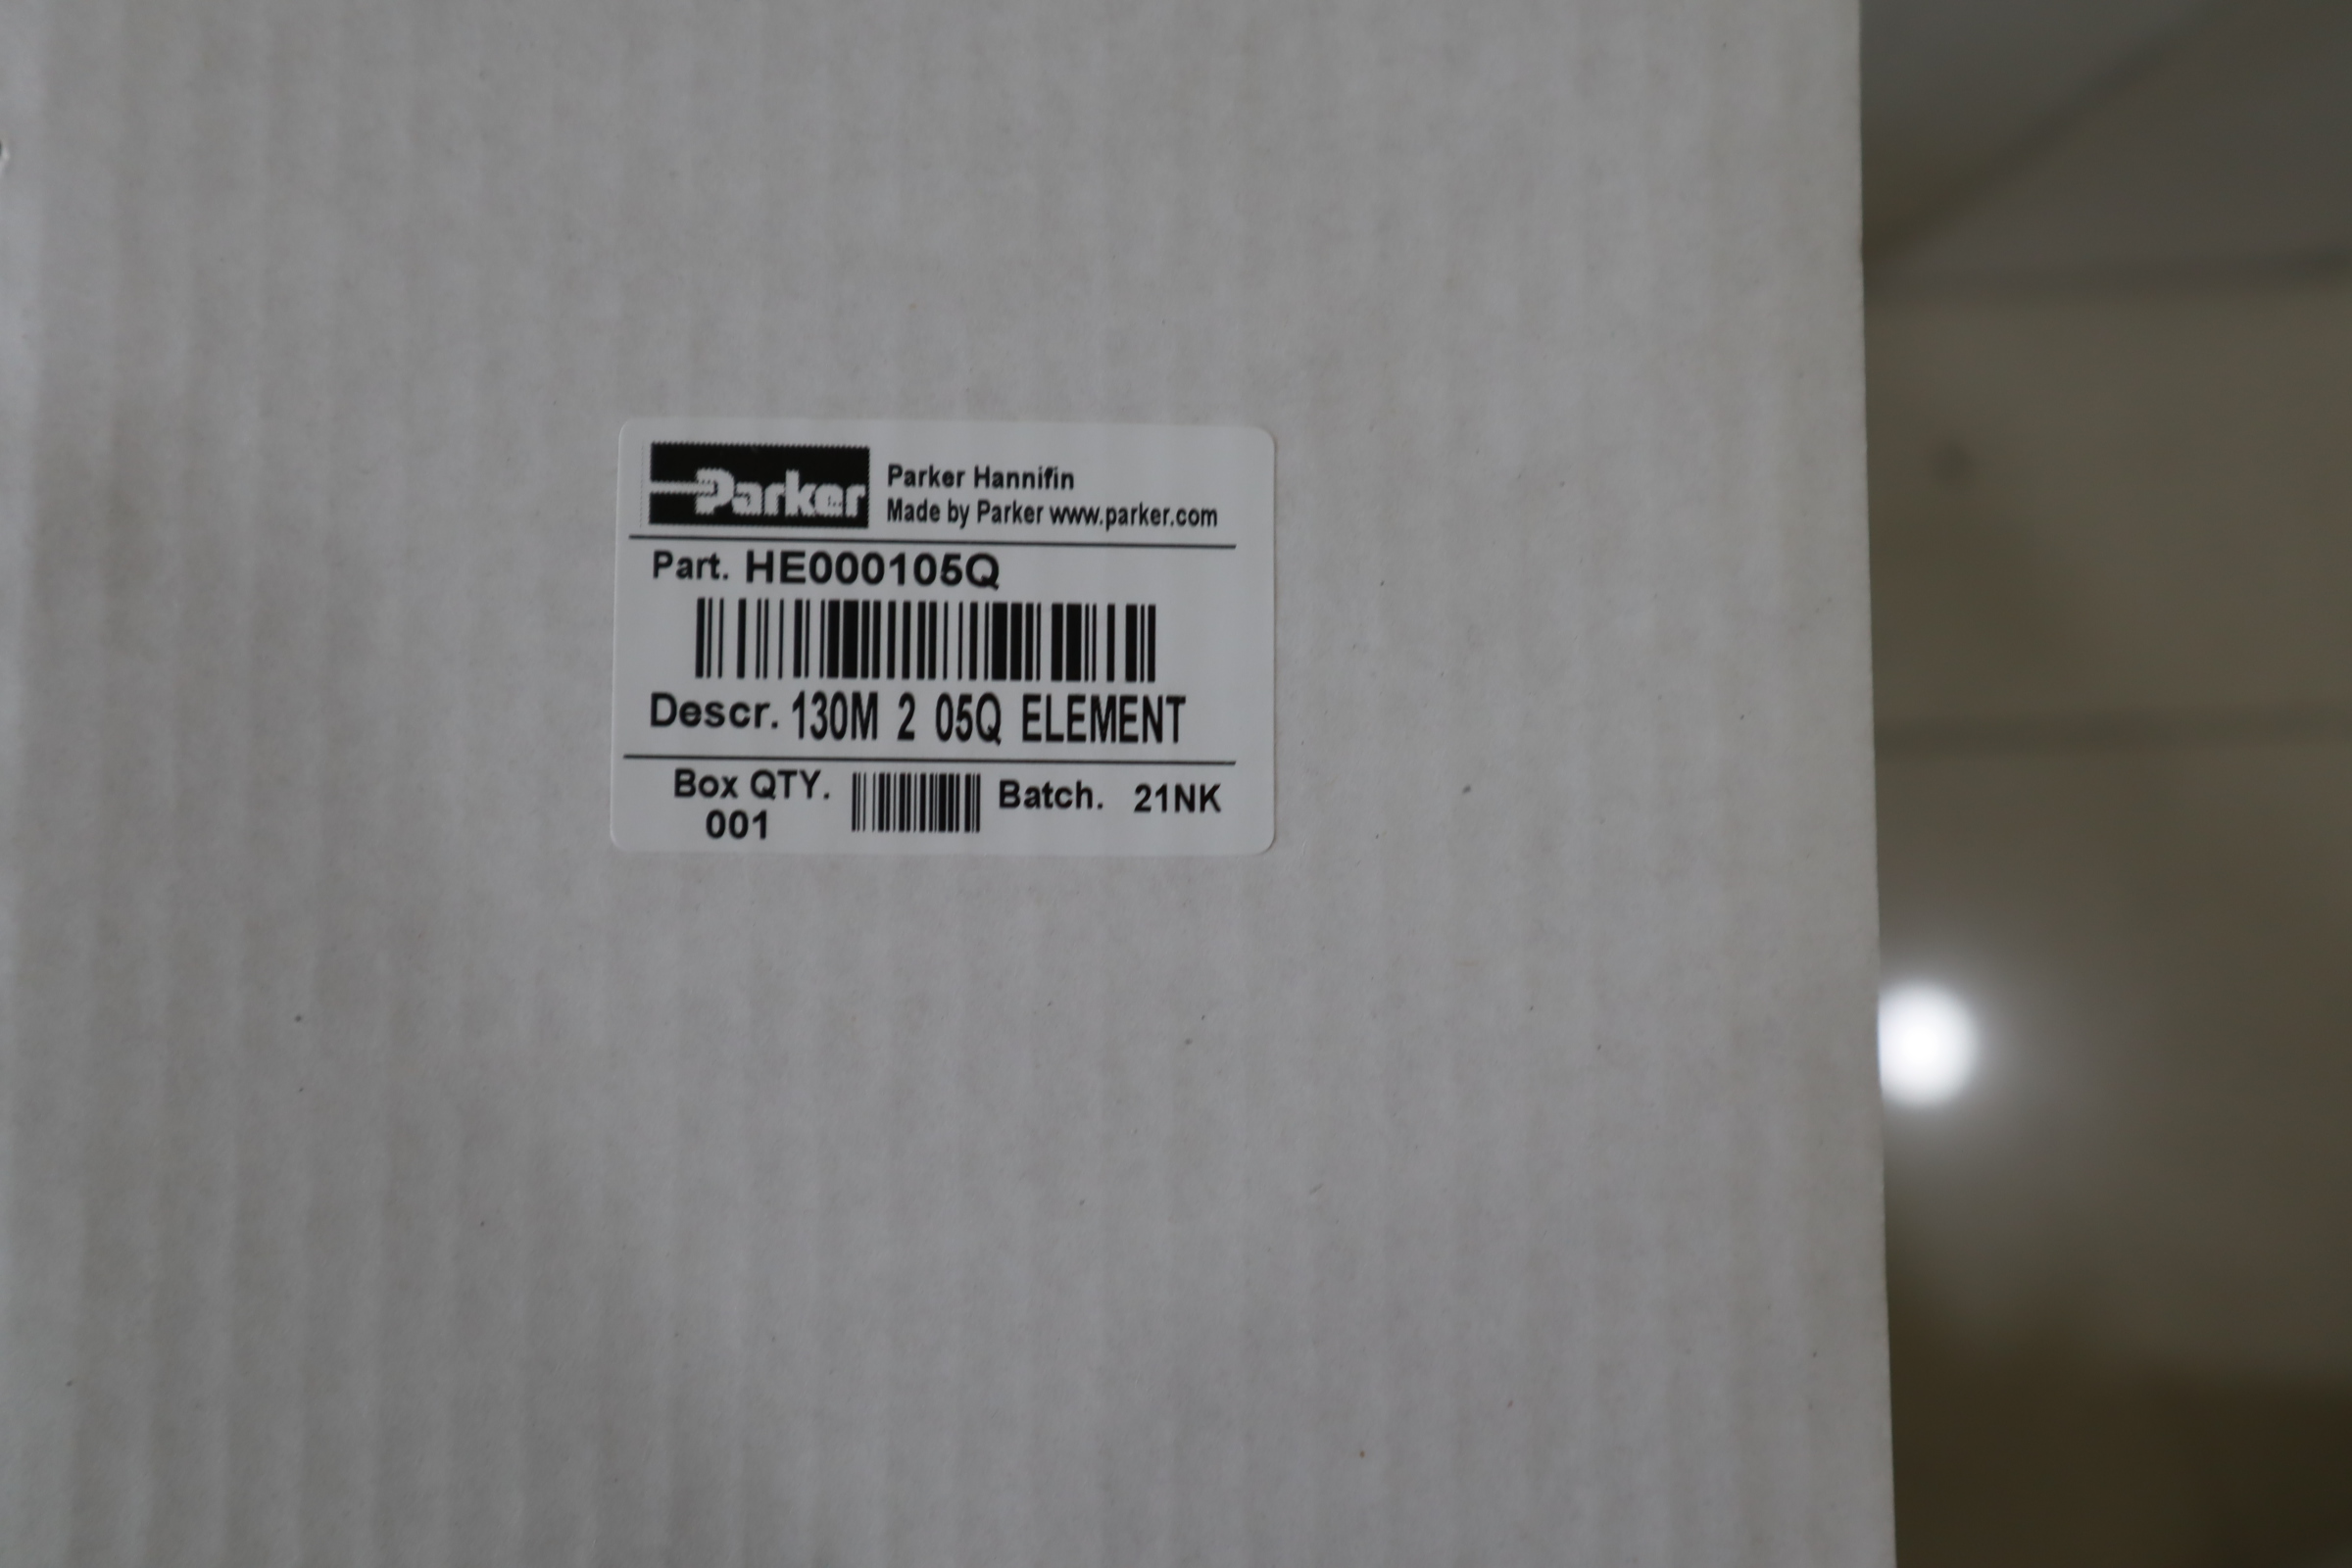 Parker
Parker Hannifin
Made by Parker www.parker.com
Part. HE000105Q
Descr. 130M 2 05Q ELEMENT
Box QTY. 001
Batch. 21NK